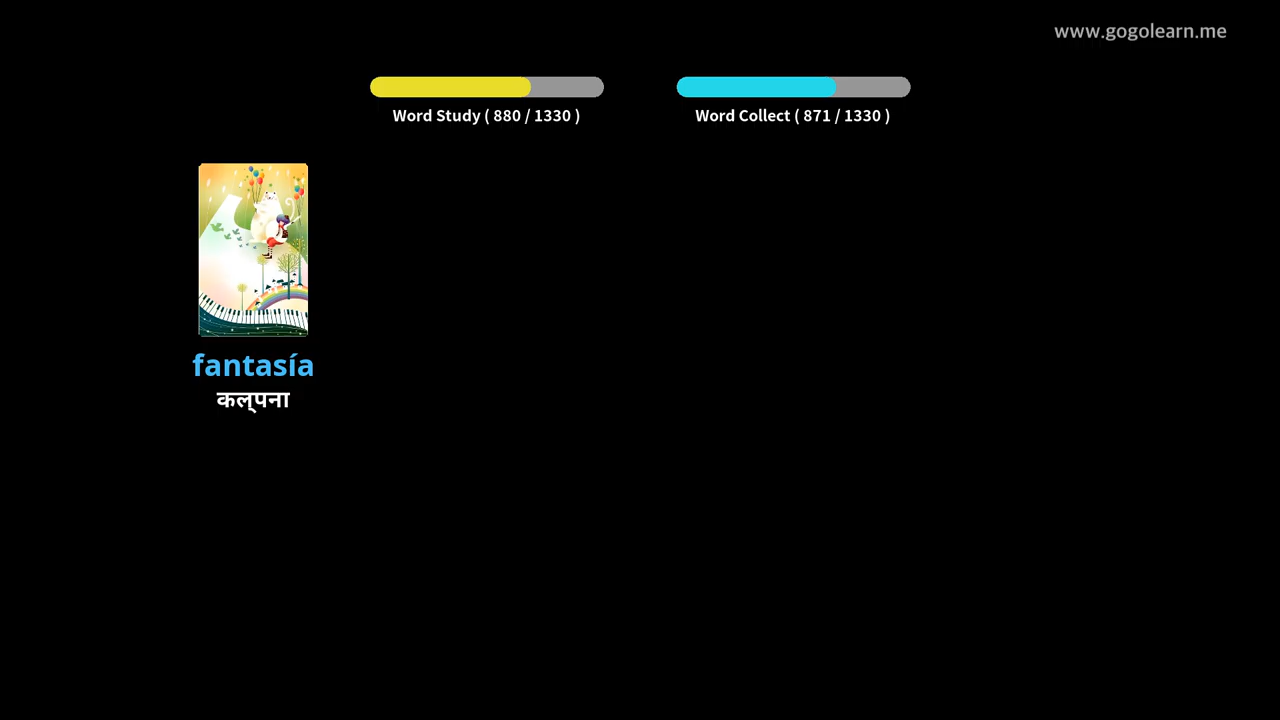 www.gogolearn.me
Word Study ( 880 / 1330 )
Word Collect ( 871 / 1330 )
fantasía
कल्पना